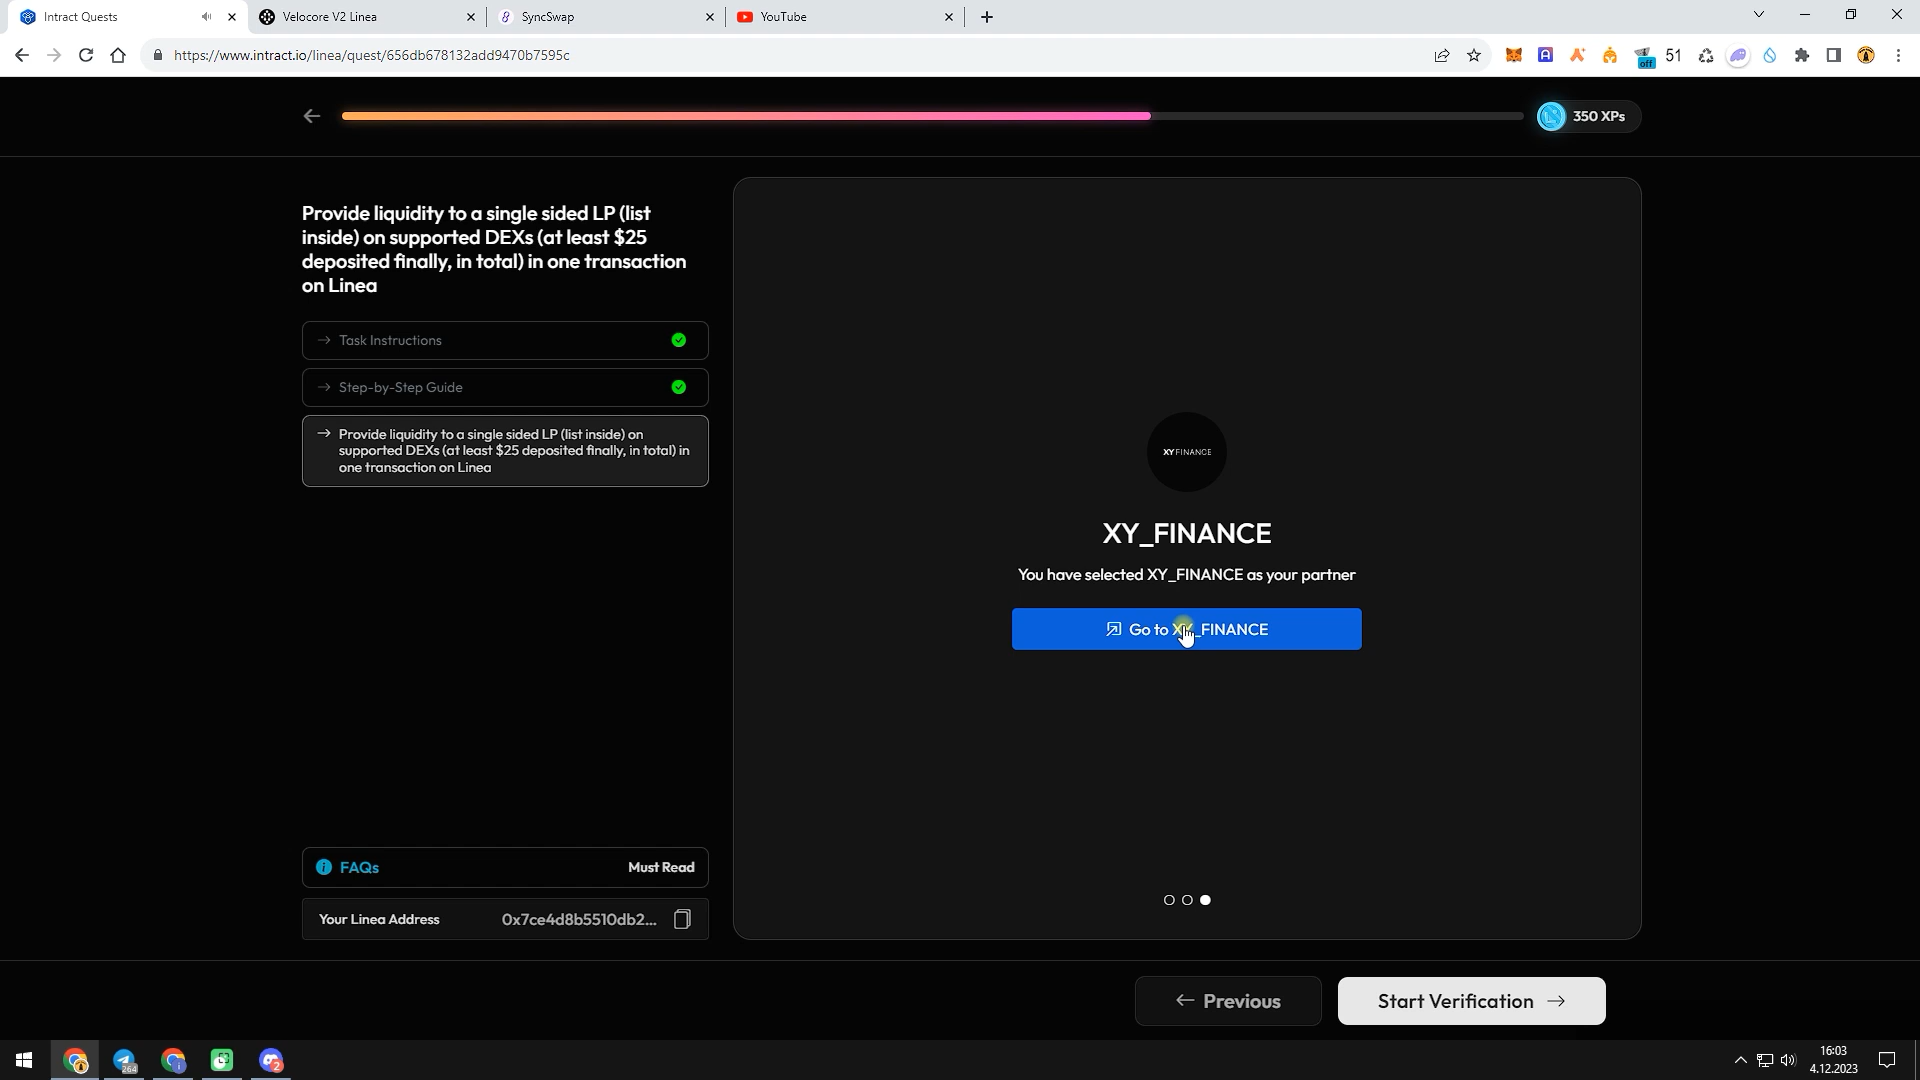 Intract Quests
Velocore V2 Linea
SyncSwap
YouTube
https://www.intract.io/linea/quest/656db678132add9470b7595c
off
51
350 XPs
Provide liquidity to a single sided LP (list
inside) on supported DEXs (at least $25
deposited finally, in total) in one transaction
on Linea
→ Task Instructions
→ Step-by-Step Guide
→ Provide liquidity to a single sided LP (list inside) on
supported DEXs (at least $25 deposited finally, in total) in
one transaction on Linea
XY FINANCE
XY_FINANCE
You have selected XY_FINANCE as your partner
Go to XY_FINANCE
FAQs
Must Read
Your Linea Address
0x7ce4d8b5510db2...
← Previous
Start Verification →
264
2
16:03
4.12.2023